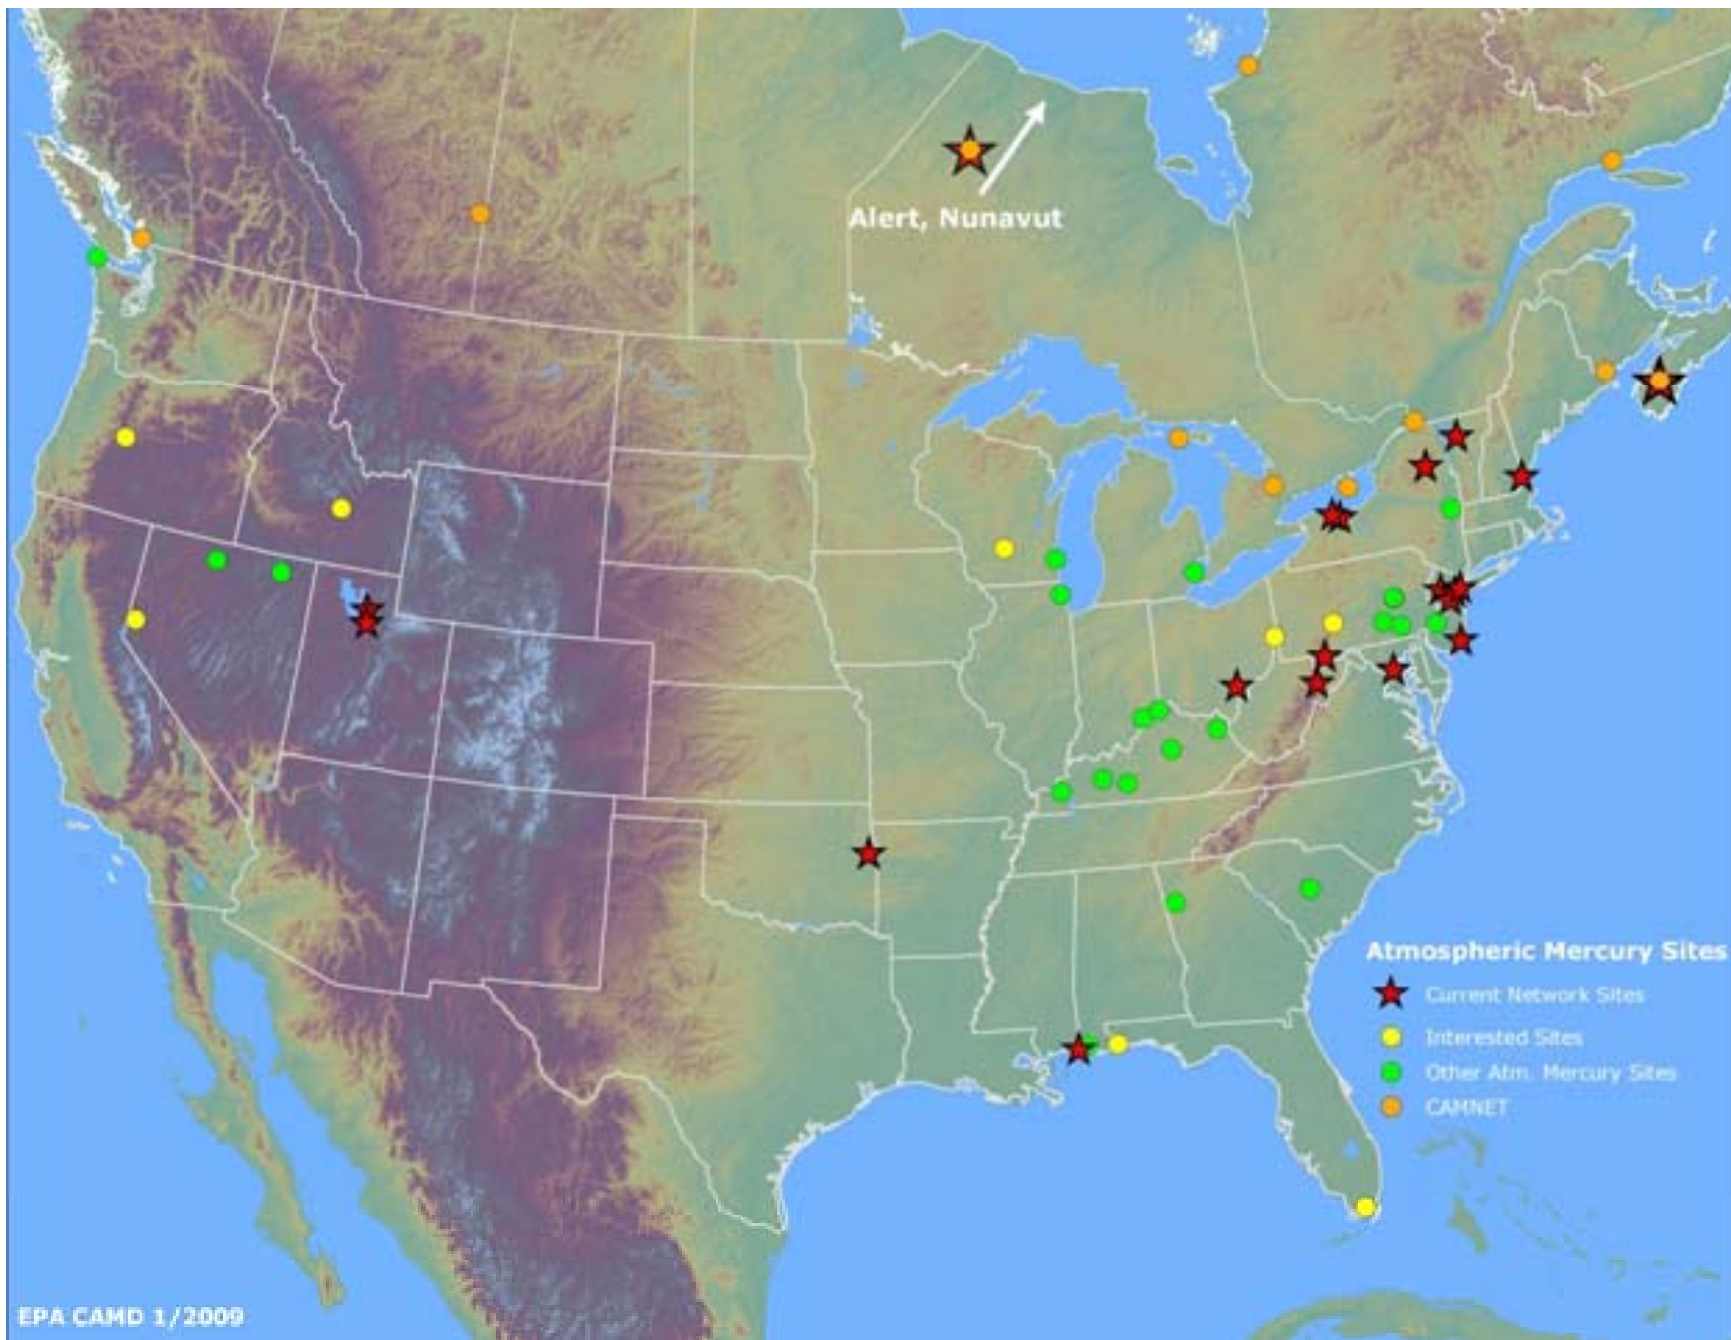 Alert, Nunavut
Atmospheric Mercury Sites
Current Network Sites
Interested Sites
Other Atm. Mercury Sites
CAMNET
EPA CAMD 1/2009